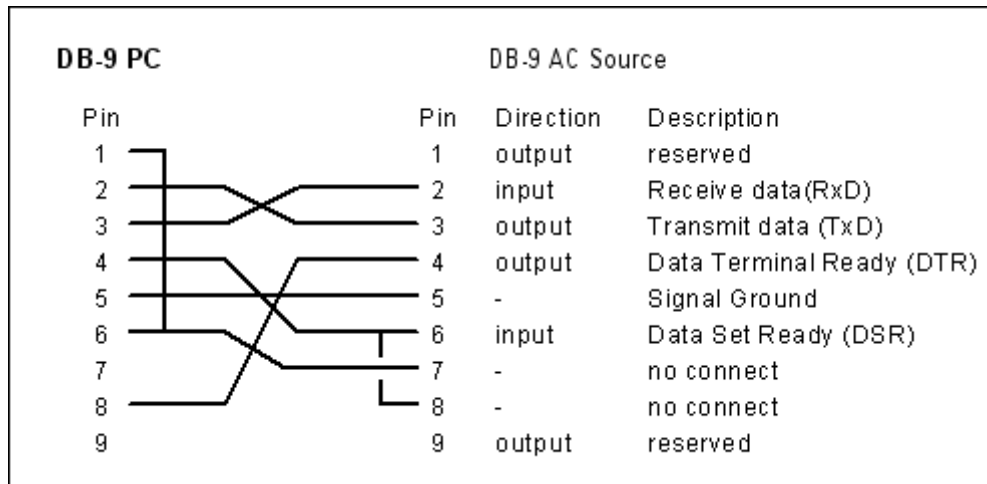 DB-9 PC DB-9 AC Source
Pin Pin Direction Description
1 1 output reserved
2 2 input Receive data(RxD)
3 3 output Transmit data (TxD)
4 4 output Data Terminal Ready (DTR)
5 5 - Signal Ground
6 6 input Data Set Ready (DSR)
7 7 - no connect
8 8 - no connect
9 9 output reserved